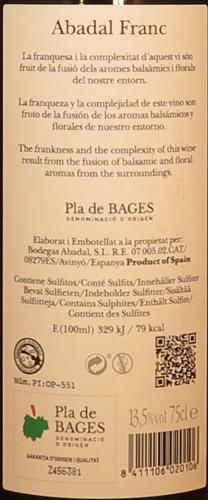 Abadal Franc
La franquesa i la complexitat d'aquest vi són
fruit de la fusió dels aromes balsàmics i florals
del nostre entorn.
La franqueza y la complejidad de este vino son
fruto de la fusión de los aromas balsámicos y
florales de nuestro entorno.
The frankness and the complexity of this wine
result from the fusion of balsamic and floral
aromas from the surroundings.
Pla de BAGES
DENOMINACIÓ D'ORIGEN
Elaborat i Embotellat a la propietat per:
Bodegas Abadal, S.L. RE. 07.005.02.CAT/
08279ES/Avinyó/Espanya Product of Spain
Contiene Sulfitos/Conté Sulfits/Innehåller Sulfiter
Bevat Sulfieten/Indeholder Sulfitter/Sisältää
Sulfiitteja/Contains Sulphites/Enthält Sulfite/
Contient des Sulfites
E(100ml) 329 kJ / 79 kcal
Núm. PI:OP-551
Pla de
BAGES
DENOMINACIÓ
D'ORIGEN
GARANTIA D'ORIGEN I QUALITAT
Z456381
13,5%vol 75cl e
8 411106 020106